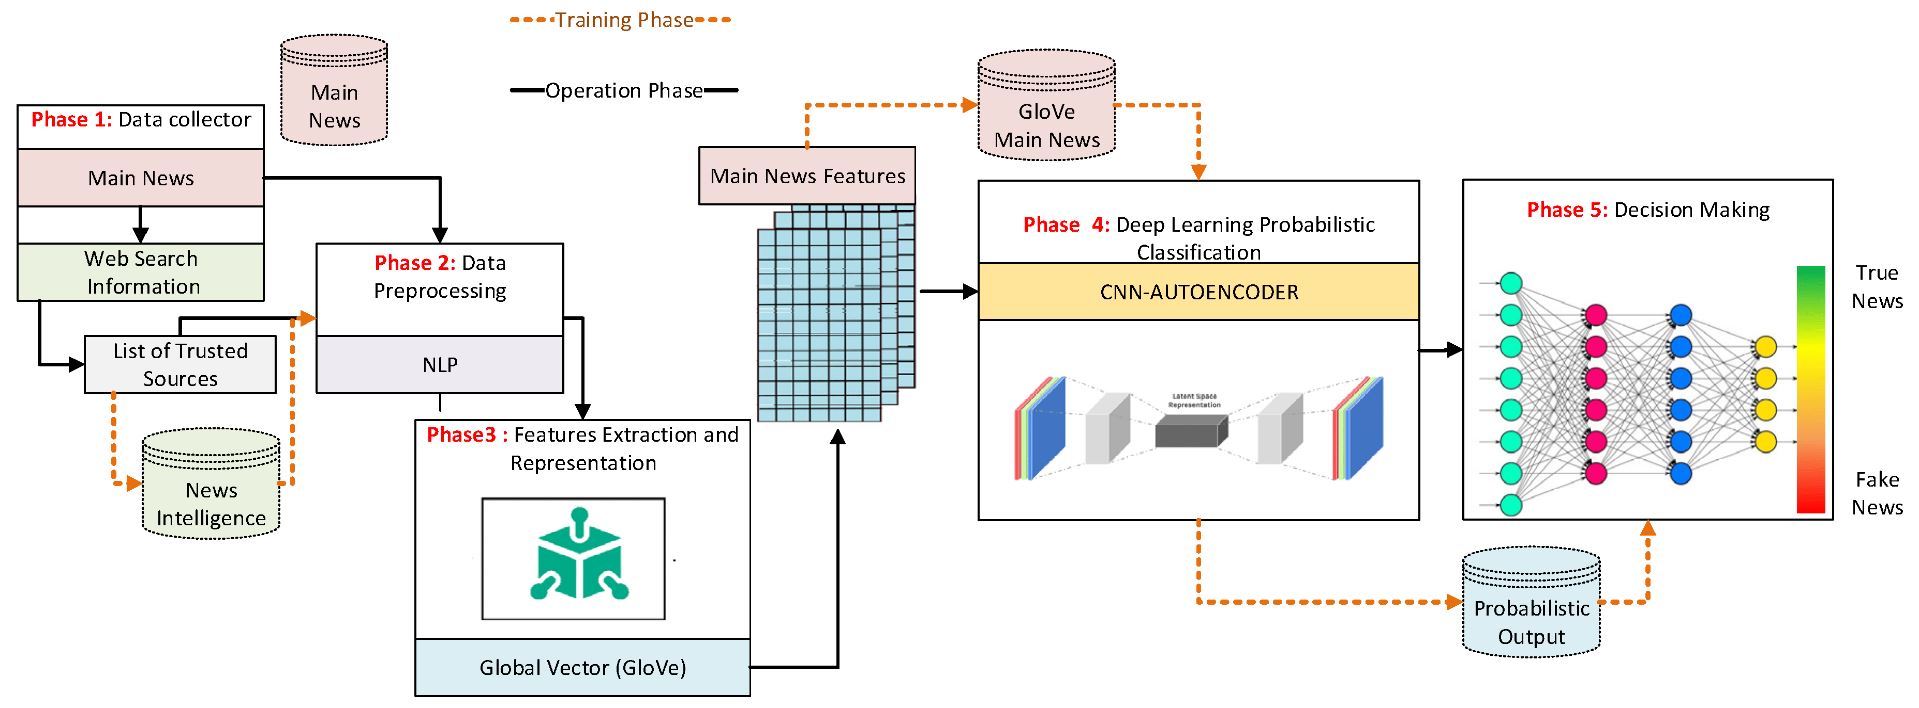 Training Phase
Operation Phase
Main
News
Phase 1: Data collector
Main News
Web Search
Information
List of Trusted
Sources
News
Intelligence
Phase 2: Data
Preprocessing
NLP
Phase3 : Features Extraction and
Representation
Global Vector (GloVe)
Main News Features
GloVe
Main News
Phase 4: Deep Learning Probabilistic
Classification
CNN-AUTOENCODER
Latent Space
Representation
Phase 5: Decision Making
True
News
Fake
News
Probabilistic
Output